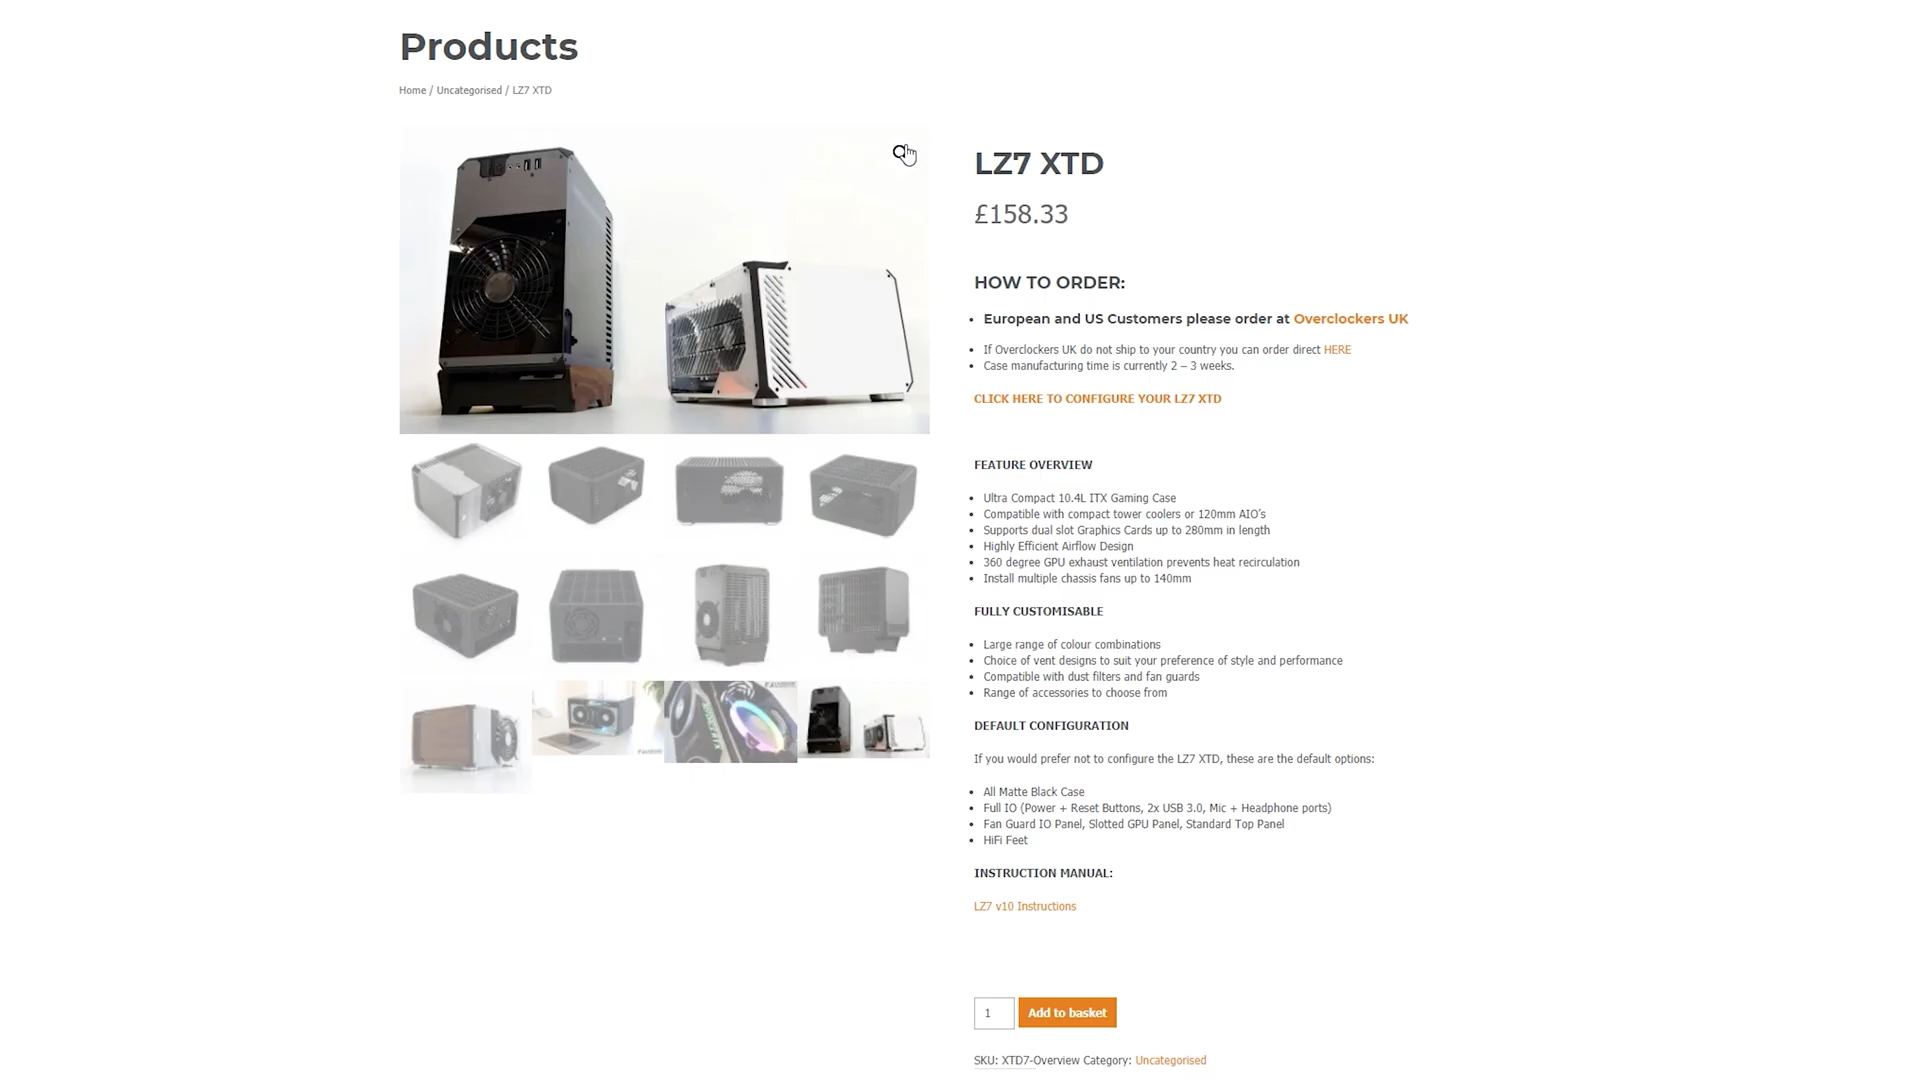 Products
Home / Uncategorised / LZ7 XTD
LZ7 XTD
£158.33
HOW TO ORDER:
European and US Customers please order at Overclockers UK
If Overclockers UK do not ship to your country you can order direct HERE
Case manufacturing time is currently 2 – 3 weeks.
CLICK HERE TO CONFIGURE YOUR LZ7 XTD
FEATURE OVERVIEW
Ultra Compact 10.4L ITX Gaming Case
Compatible with compact tower coolers or 120mm AIO’s
Supports dual slot Graphics Cards up to 280mm in length
Highly Efficient Airflow Design
360 degree GPU exhaust ventilation prevents heat recirculation
Install multiple chassis fans up to 140mm
FULLY CUSTOMISABLE
Large range of colour combinations
Choice of vent designs to suit your preference of style and performance
Compatible with dust filters and fan guards
Range of accessories to choose from
DEFAULT CONFIGURATION
If you would prefer not to configure the LZ7 XTD, these are the default options:
All Matte Black Case
Full IO (Power + Reset Buttons, 2x USB 3.0, Mic + Headphone ports)
Fan Guard IO Panel, Slotted GPU Panel, Standard Top Panel
HiFi Feet
INSTRUCTION MANUAL:
LZ7 v10 Instructions
1
Add to basket
SKU: XTD7-Overview Category: Uncategorised